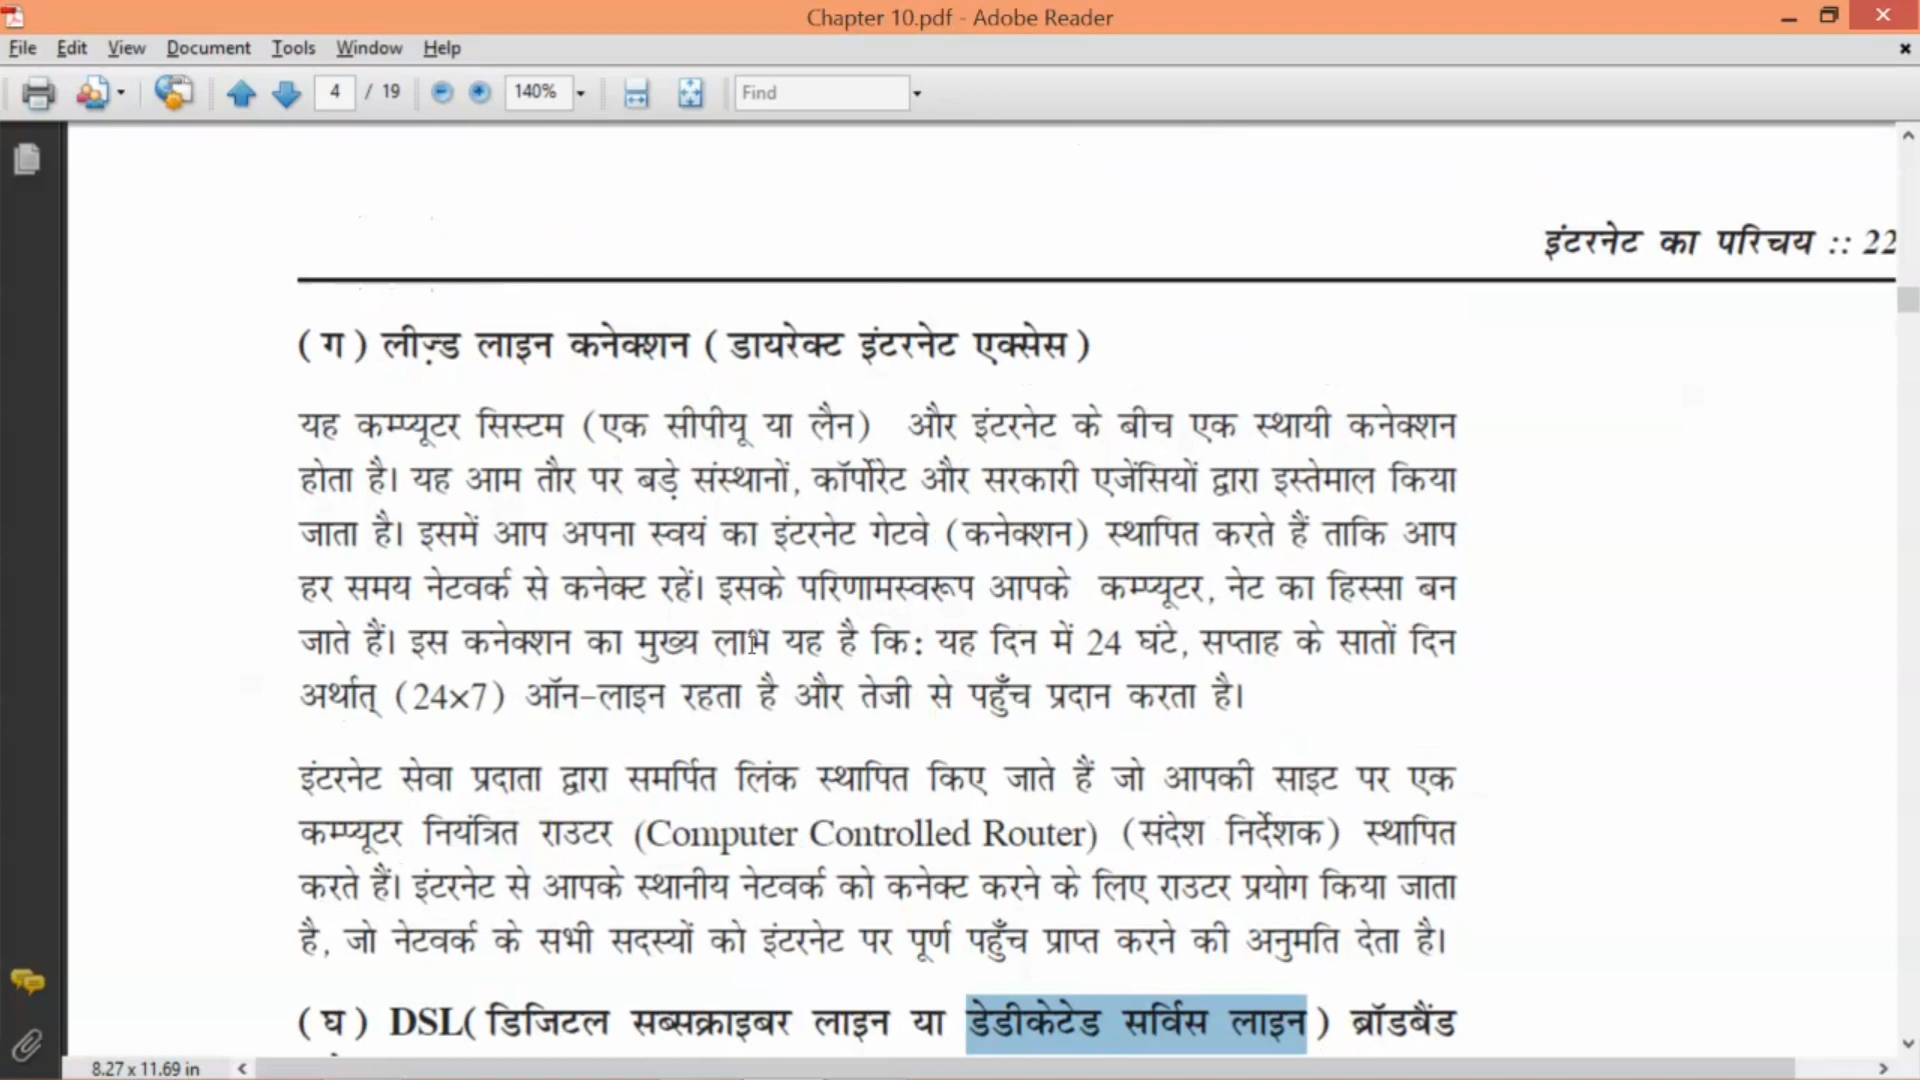 Chapter 10.pdf - Adobe Reader
File Edit View Document Tools Window Help
4 / 19 140% Find
इंटरनेट का परिचय :: 22
(ग) लीज़्ड लाइन कनेक्शन (डायरेक्ट इंटरनेट एक्सेस)
यह कम्प्यूटर सिस्टम (एक सीपीयू या लैन) और इंटरनेट के बीच एक स्थायी कनेक्शन
होता है। यह आम तौर पर बड़े संस्थानों, कॉर्पोरेट और सरकारी एजेंसियों द्वारा इस्तेमाल किया
जाता है। इसमें आप अपना स्वयं का इंटरनेट गेटवे (कनेक्शन) स्थापित करते हैं ताकि आप
हर समय नेटवर्क से कनेक्ट रहें। इसके परिणामस्वरूप आपके कम्प्यूटर, नेट का हिस्सा बन
जाते हैं। इस कनेक्शन का मुख्य लाभ यह है कि: यह दिन में 24 घंटे, सप्ताह के सातों दिन
अर्थात् (24×7) ऑन-लाइन रहता है और तेजी से पहुँच प्रदान करता है।
इंटरनेट सेवा प्रदाता द्वारा समर्पित लिंक स्थापित किए जाते हैं जो आपकी साइट पर एक
कम्प्यूटर नियंत्रित राउटर (Computer Controlled Router) (संदेश निर्देशक) स्थापित
करते हैं। इंटरनेट से आपके स्थानीय नेटवर्क को कनेक्ट करने के लिए राउटर प्रयोग किया जाता
है, जो नेटवर्क के सभी सदस्यों को इंटरनेट पर पूर्ण पहुँच प्राप्त करने की अनुमति देता है।
(घ) DSL(डिजिटल सब्सक्राइबर लाइन या डेडीकेटेड सर्विस लाइन) ब्रॉडबैंड
8.27 x 11.69 in